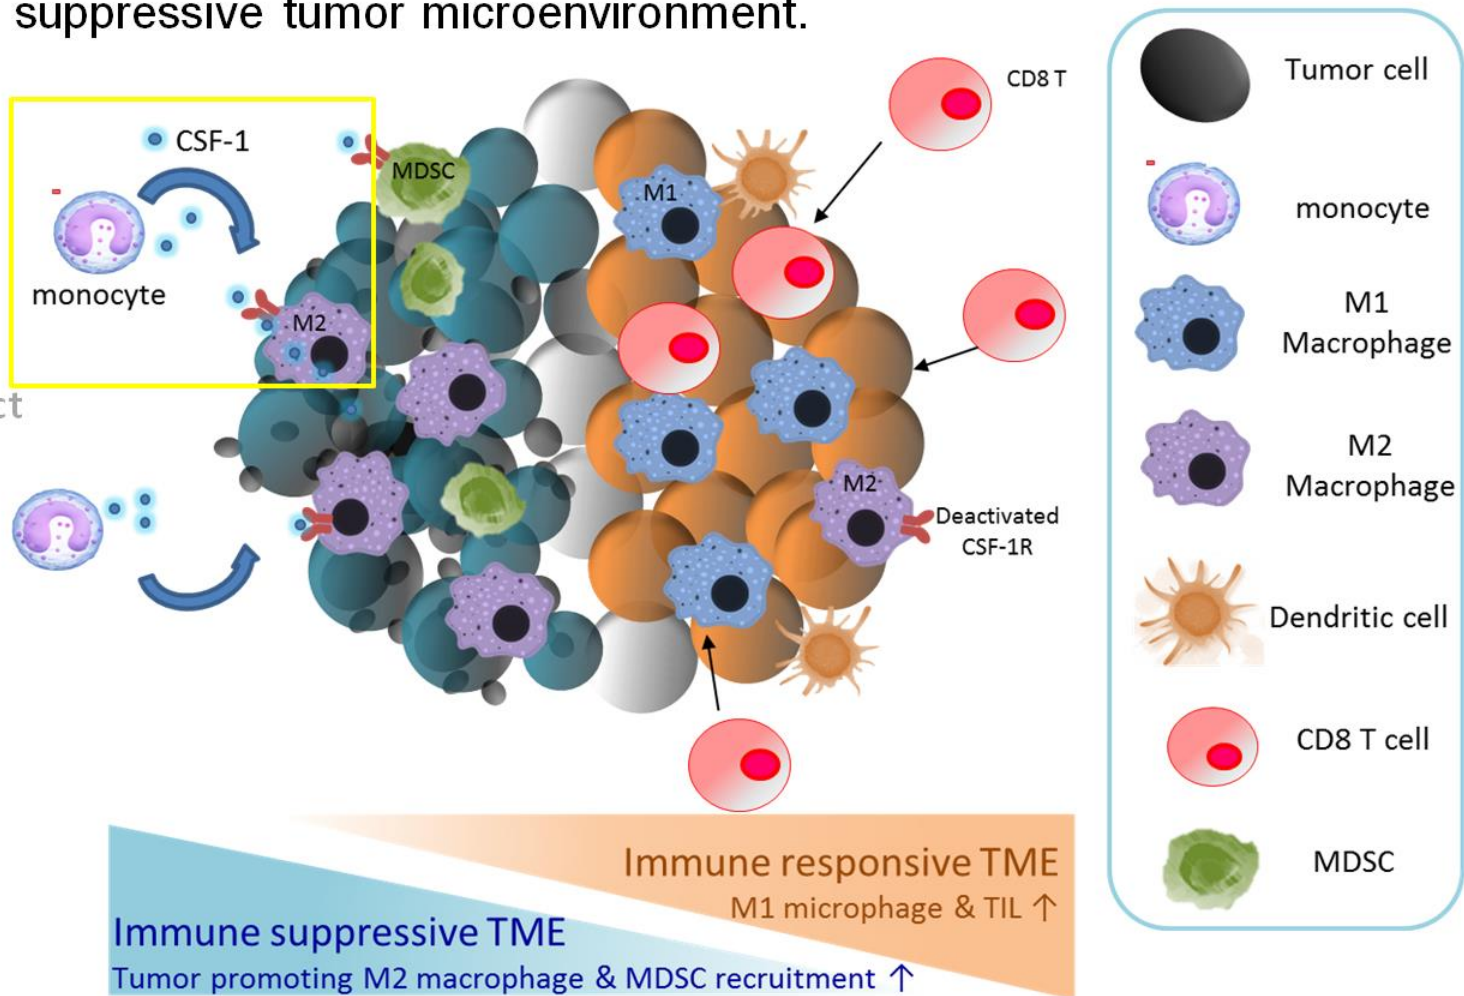 suppressive tumor microenvironment.
CSF-1
monocyte
M2
MDSC
M1
CD8 T
M2
Deactivated
CSF-1R
ct
Tumor cell
monocyte
M1
Macrophage
M2
Macrophage
Dendritic cell
CD8 T cell
MDSC
Immune responsive TME
M1 microphage & TIL ↑
Immune suppressive TME
Tumor promoting M2 macrophage & MDSC recruitment ↑